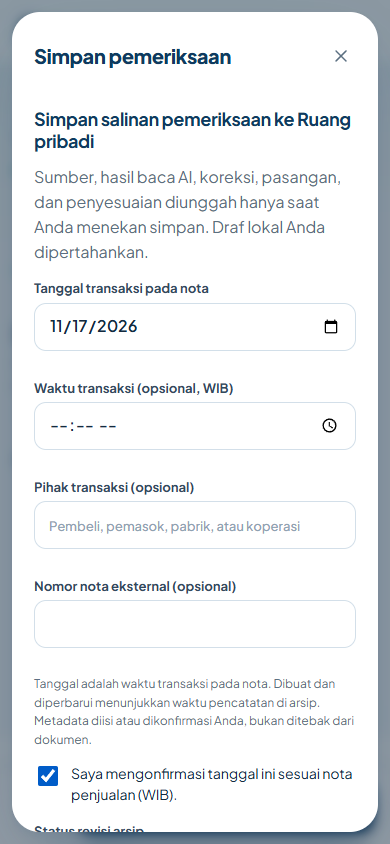 Simpan pemeriksaan
Simpan salinan pemeriksaan ke Ruang
pribadi
Sumber, hasil baca AI, koreksi, pasangan,
dan penyesuaian diunggah hanya saat
Anda menekan simpan. Draf lokal Anda
dipertahankan.
Tanggal transaksi pada nota
11/17/2026
Waktu transaksi (opsional, WIB)
--:-- --
Pihak transaksi (opsional)
Pembeli, pemasok, pabrik, atau koperasi
Nomor nota eksternal (opsional)
Tanggal adalah waktu transaksi pada nota. Dibuat dan
diperbarui menunjukkan waktu pencatatan di arsip.
Metadata diisi atau dikonfirmasi Anda, bukan ditebak dari
dokumen.
Saya mengonfirmasi tanggal ini sesuai nota
penjualan (WIB).
Status revisi arsip